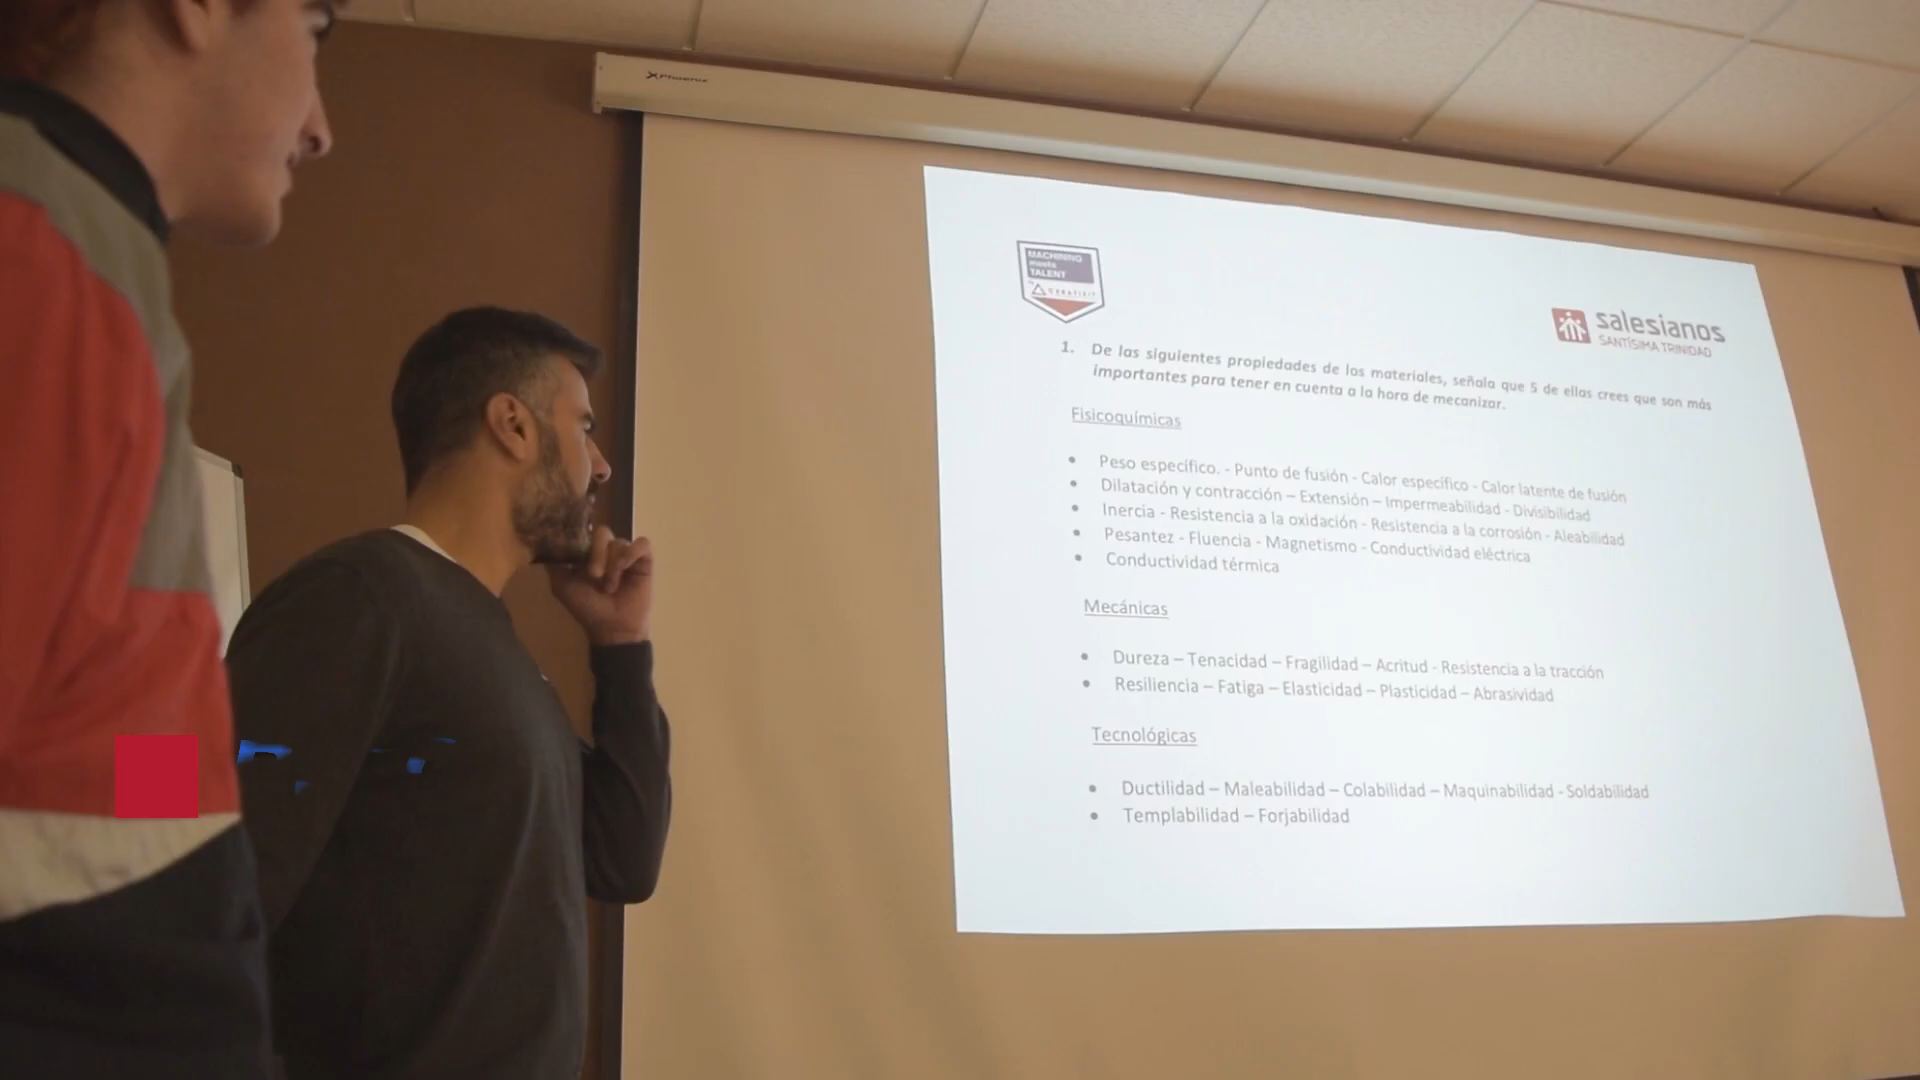 Phoenix
MACHINING
meets
TALENT
by CERATIZIT
salesianos
SANTÍSIMA TRINIDAD
1. De las siguientes propiedades de los materiales, señala que 5 de ellas crees que son más
importantes para tener en cuenta a la hora de mecanizar.
Fisicoquímicas
• Peso específico. - Punto de fusión - Calor específico - Calor latente de fusión
• Dilatación y contracción – Extensión – Impermeabilidad - Divisibilidad
• Inercia - Resistencia a la oxidación - Resistencia a la corrosión - Aleabilidad
• Pesantez - Fluencia - Magnetismo - Conductividad eléctrica
• Conductividad térmica
Mecánicas
• Dureza – Tenacidad – Fragilidad – Acritud - Resistencia a la tracción
• Resiliencia – Fatiga – Elasticidad – Plasticidad – Abrasividad
Tecnológicas
• Ductilidad – Maleabilidad – Colabilidad – Maquinabilidad - Soldabilidad
• Templabilidad – Forjabilidad